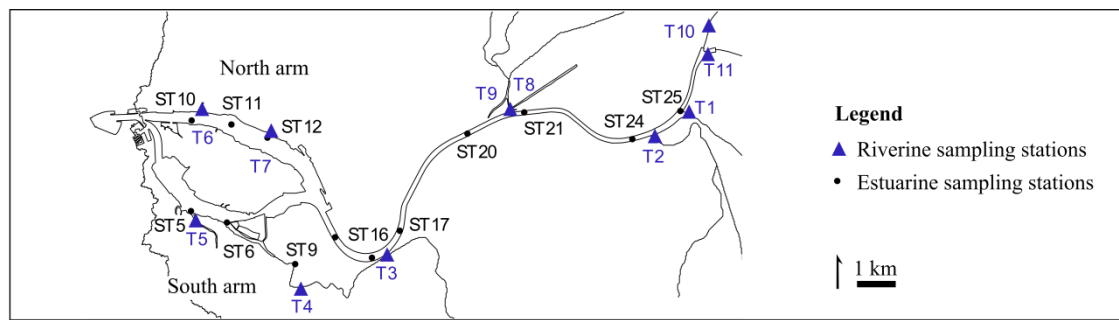 T10
North arm
T8
T11
ST10
ST11
T9
ST25
T1
Legend
ST12
ST24
ST21
T6
Riverine sampling stations
T7
ST20
T2
Estuarine sampling stations
ST5
ST17
T5
ST6
ST16
ST9
T3
South arm
T4
1 km